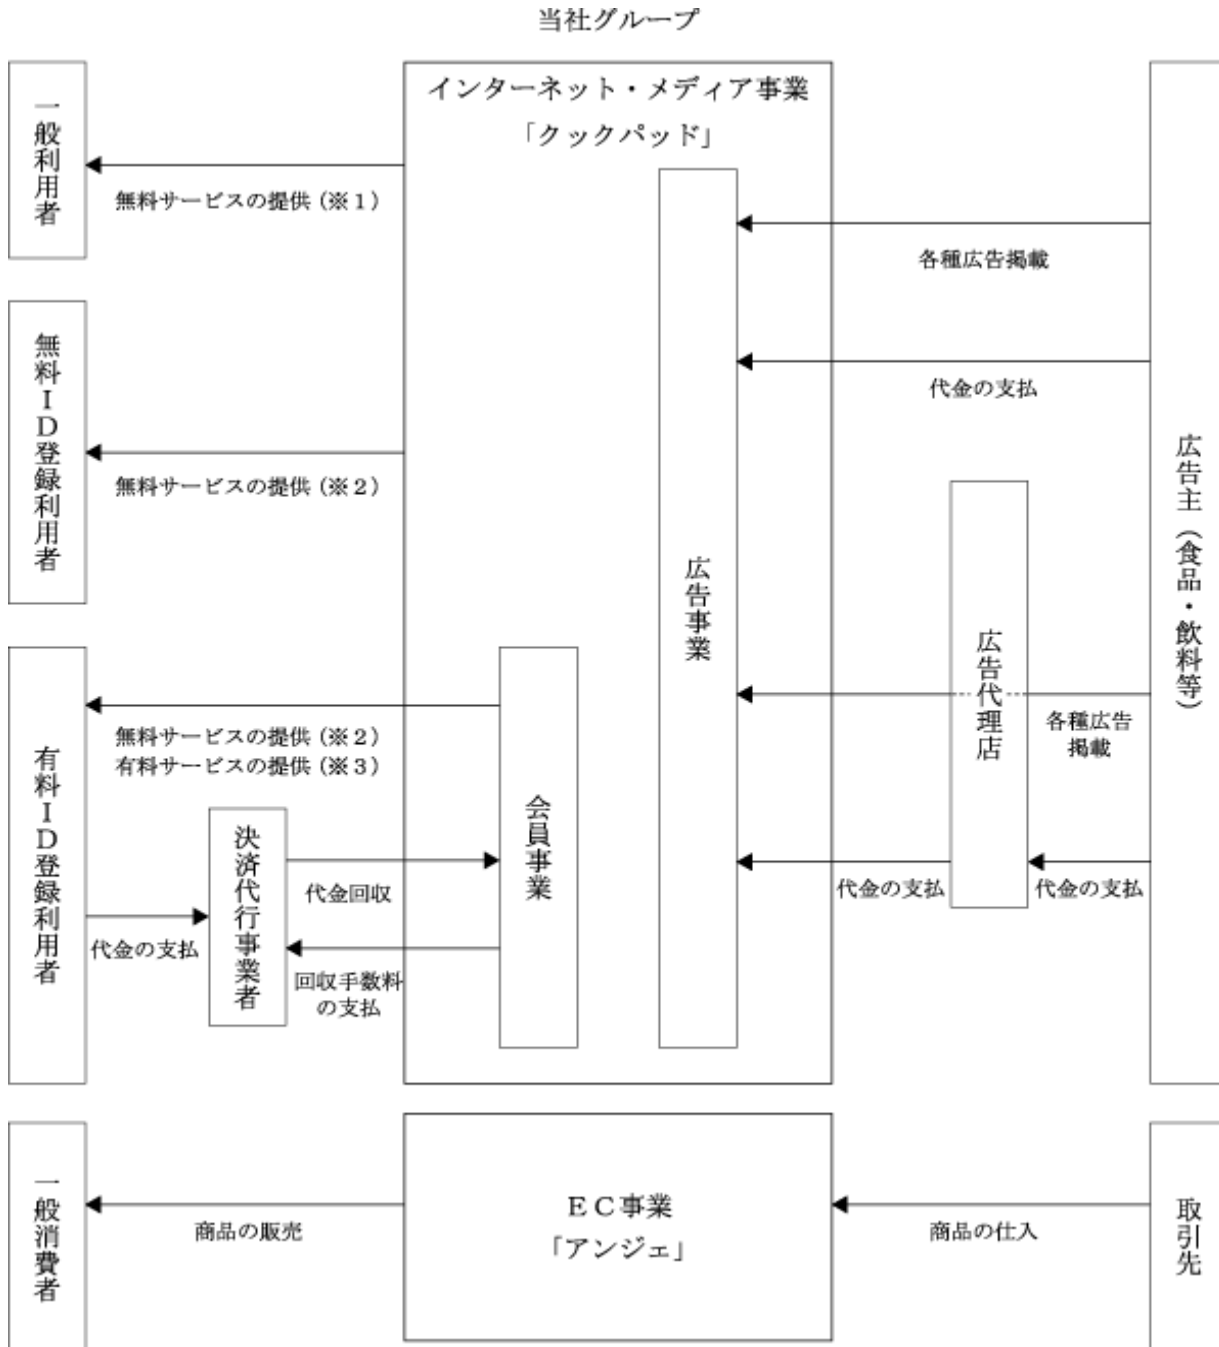 当社グループ
インターネット・メディア事業
「クックパッド」
一般利用者
無料サービスの提供（※１）
無料ＩＤ登録利用者
無料サービスの提供（※２）
有料ＩＤ登録利用者
無料サービスの提供（※２）
有料サービスの提供（※３）
決済代行事業者
代金の支払
代金回収
回収手数料
の支払
会員事業
広告事業
各種広告掲載
代金の支払
広告代理店
各種広告
掲載
代金の支払
代金の支払
広告主（食品・飲料等）
一般消費者
商品の販売
ＥＣ事業
「アンジェ」
商品の仕入
取引先